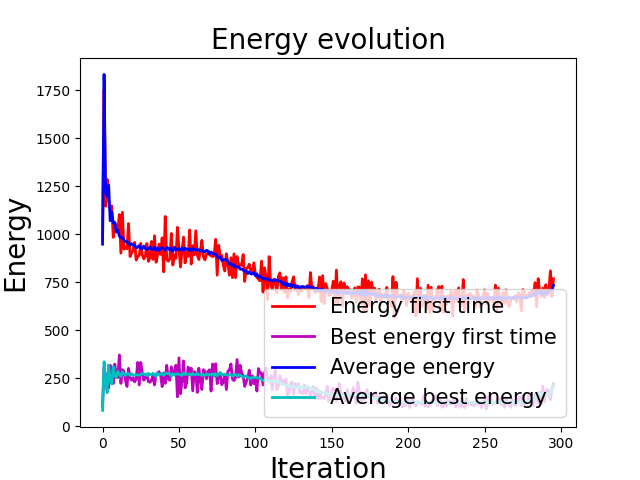 Energy evolution
Energy
1750
1500
1250
1000
750
500
250
0
Energy first time
Best energy first time
Average energy
Average best energy
0 50 100 150 200 250 300
Iteration